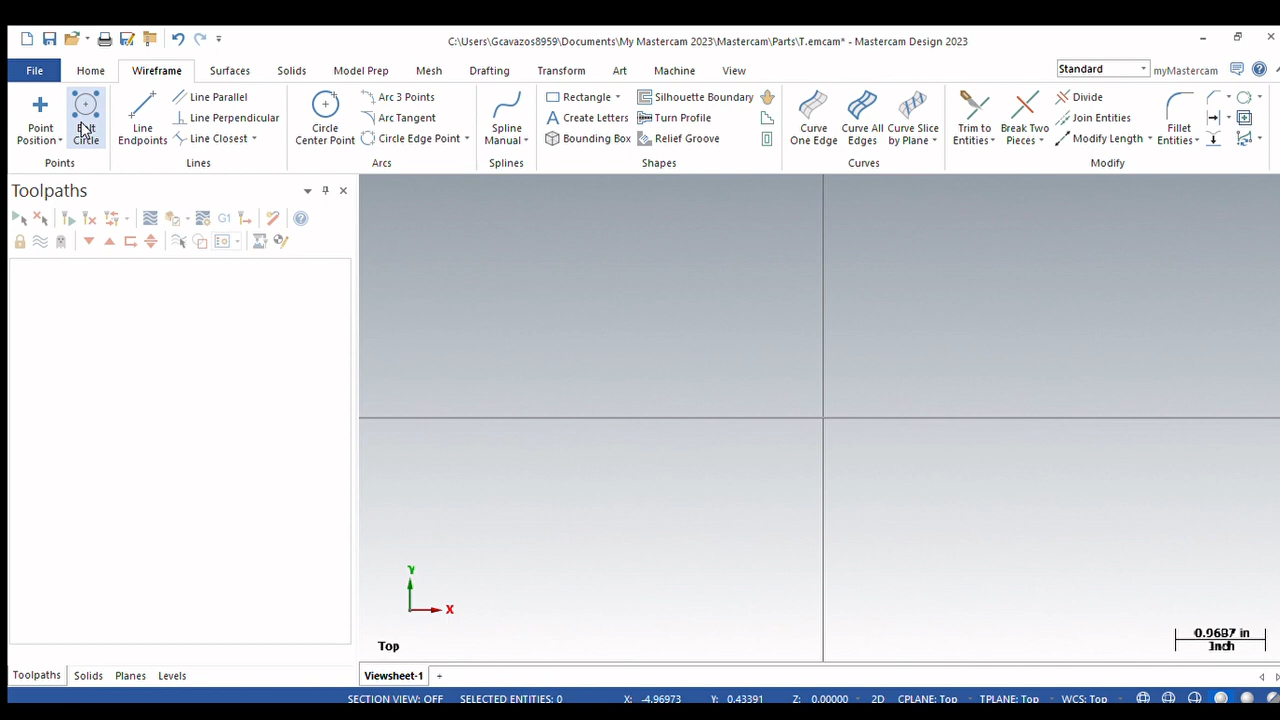 C:\Users\Gcavazos8959\Documents\My Mastercam 2023\Mastercam\Parts\T.emcam* - Mastercam Design 2023
File Home Wireframe Surfaces Solids Model Prep Mesh Drafting Transform Art Machine View Standard myMastercam
Point Position
Bolt Circle
Points
Line Endpoints
Line Parallel
Line Perpendicular
Line Closest
Lines
Circle Center Point
Arc 3 Points
Arc Tangent
Circle Edge Point
Arcs
Spline Manual
Splines
Rectangle
Create Letters
Bounding Box
Silhouette Boundary
Turn Profile
Relief Groove
Shapes
Curve One Edge
Curve All Edges
Curve Slice by Plane
Curves
Trim to Entities
Break Two Pieces
Divide
Join Entities
Modify Length
Fillet Entities
Modify
Toolpaths
G1
Y
X
Top
0.9687 in
Inch
Toolpaths Solids Planes Levels
Viewsheet-1 +
SECTION VIEW: OFF SELECTED ENTITIES: 0 X: -4.96973 Y: 0.43391 Z: 0.00000 2D CPLANE: Top TPLANE: Top WCS: Top